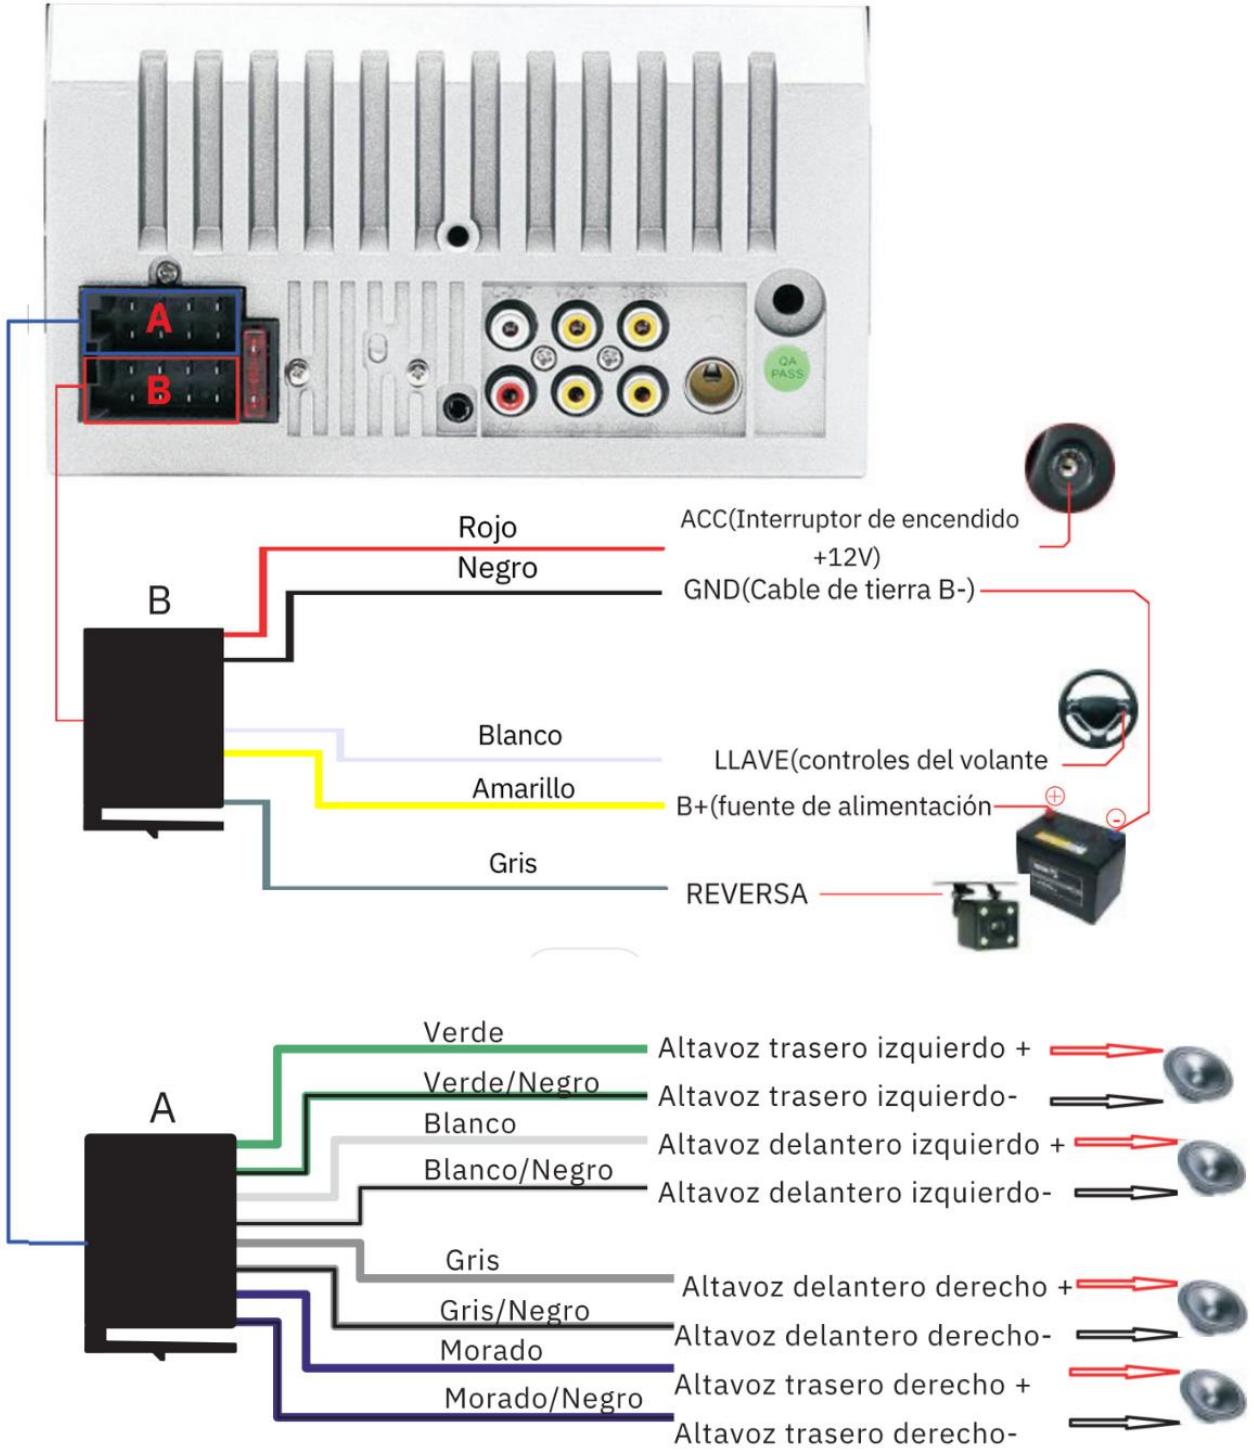 A
B
QA
PASS
Rojo
ACC(Interruptor de encendido
+12V)
Negro
GND(Cable de tierra B-)
B
Blanco
LLAVE(controles del volante
Amarillo
B+(fuente de alimentación
+
-
Gris
REVERSA
Verde
Altavoz trasero izquierdo +
Verde/Negro
Altavoz trasero izquierdo-
A
Blanco
Altavoz delantero izquierdo +
Blanco/Negro
Altavoz delantero izquierdo-
Gris
Altavoz delantero derecho +
Gris/Negro
Altavoz delantero derecho-
Morado
Altavoz trasero derecho +
Morado/Negro
Altavoz trasero derecho-